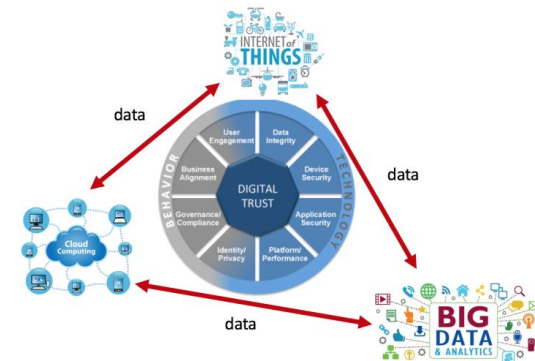 INTERNET of
THINGS
data
data
User
Engagement
Data
Integrity
Business
Alignment
Device
Security
BEHAVIOR
DIGITAL
TRUST
TECHNOLOGY
Governance/
Compliance
Application
Security
Identity/
Privacy
Platform/
Performance
Cloud
Computing
data
BIG
DATA
& ANALYTICS